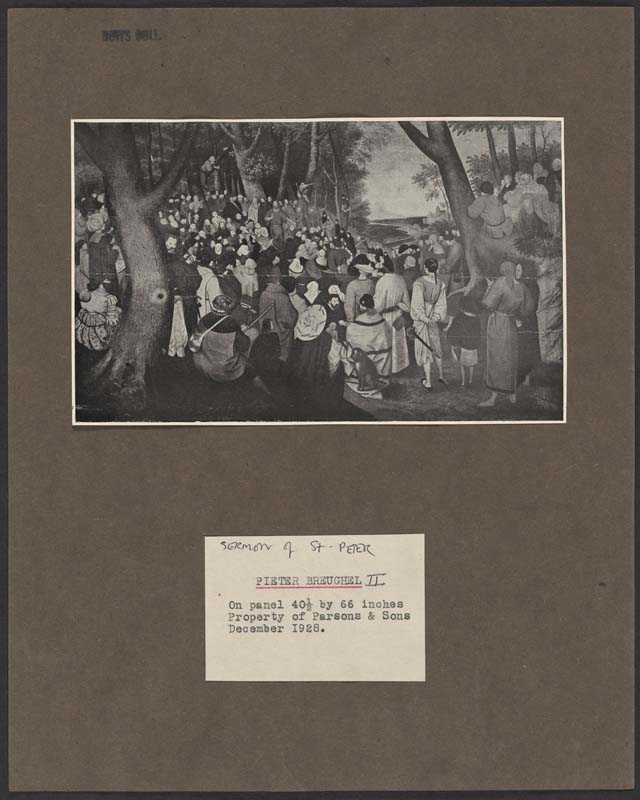 SERMON of St-PETER
PIETER BREUGHEL II
On panel 40½ by 66 inches
Property of Parsons & Sons
December 1928.